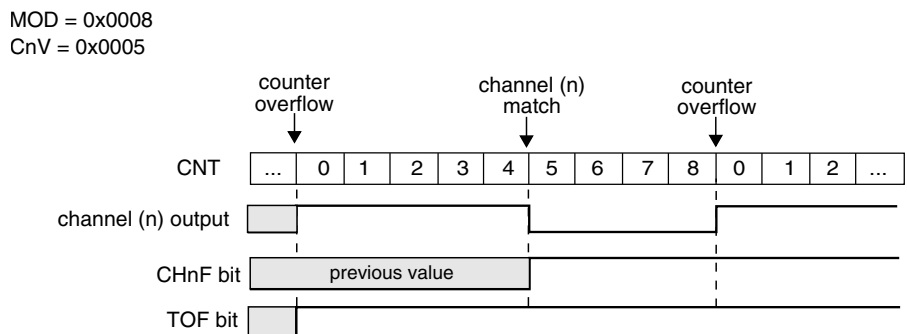 MOD = 0x0008
CnV = 0x0005
counter
overflow
channel (n)
match
counter
overflow
CNT ... 0 1 2 3 4 5 6 7 8 0 1 2 ...
channel (n) output
CHnF bit previous value
TOF bit